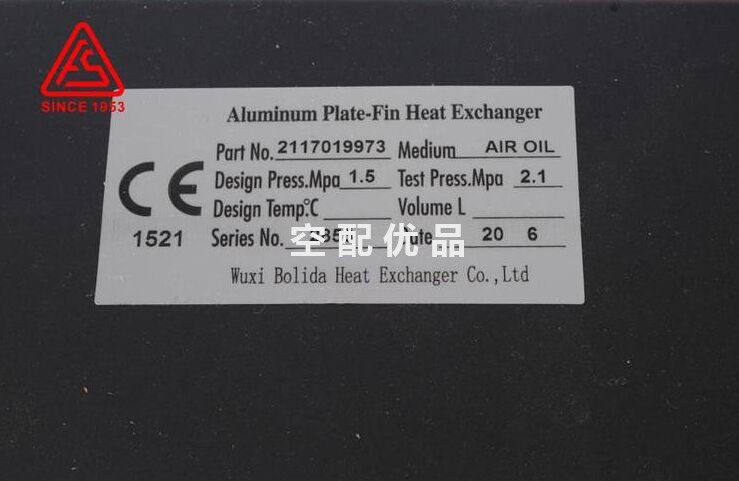 SINCE 1953
Aluminum Plate-Fin Heat Exchanger
Part No. 2117019973 Medium AIR OIL
Design Press.Mpa 1.5 Test Press.Mpa 2.1
Design Temp.℃ Volume L
CE
1521
Series No. 20 6
空配优品
Wuxi Bolida Heat Exchanger Co.,Ltd